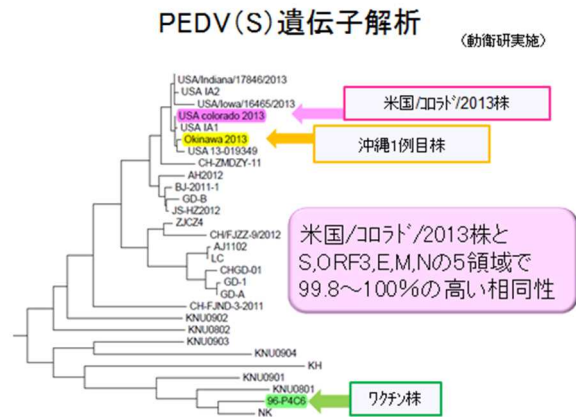 PEDV(S)遺伝子解析
(動衛研実施)
USA/Indiana/17846/2013
USA IA2
USA/Iowa/16465/2013
USA colorado 2013
米国/コロラド/2013株
USA IA1
Okinawa 2013
沖縄1例目株
USA 13-019349
CH-ZMDZY-11
AH2012
BJ-2011-1
GD-B
JS-HZ2012
ZJCZ4
CH/FJZZ-9/2012
AJ1102
LC
CHGD-01
GD-1
GD-A
CH-FJND-3-2011
米国/コロラド/2013株と
S,ORF3,E,M,Nの5領域で
99.8~100%の高い相同性
KNU0902
KNU0802
KNU0903
KNU0904
KH
KNU0901
KNU0801
96-P4C6
ワクチン株
NK